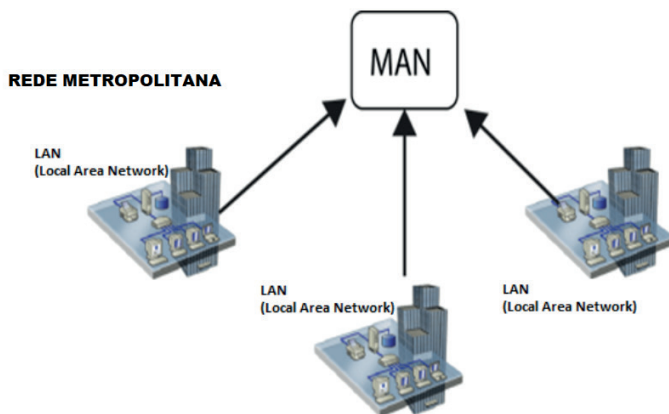 MAN
REDE METROPOLITANA
LAN
(Local Area Network)
LAN
(Local Area Network)
LAN
(Local Area Network)